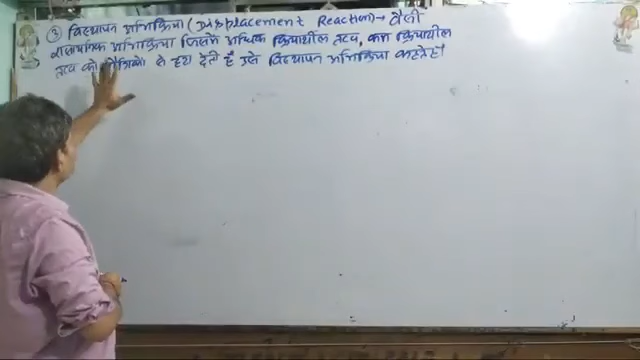 ③ विस्थापन अभिक्रिया (Displacement Reaction)→ वैसी
रासायनिक अभिक्रिया जिसमें अधिक क्रियाशील तत्व, कम क्रियाशील
तत्व को से हटा देती है उसे विस्थापन अभिक्रिया कहते हैं।